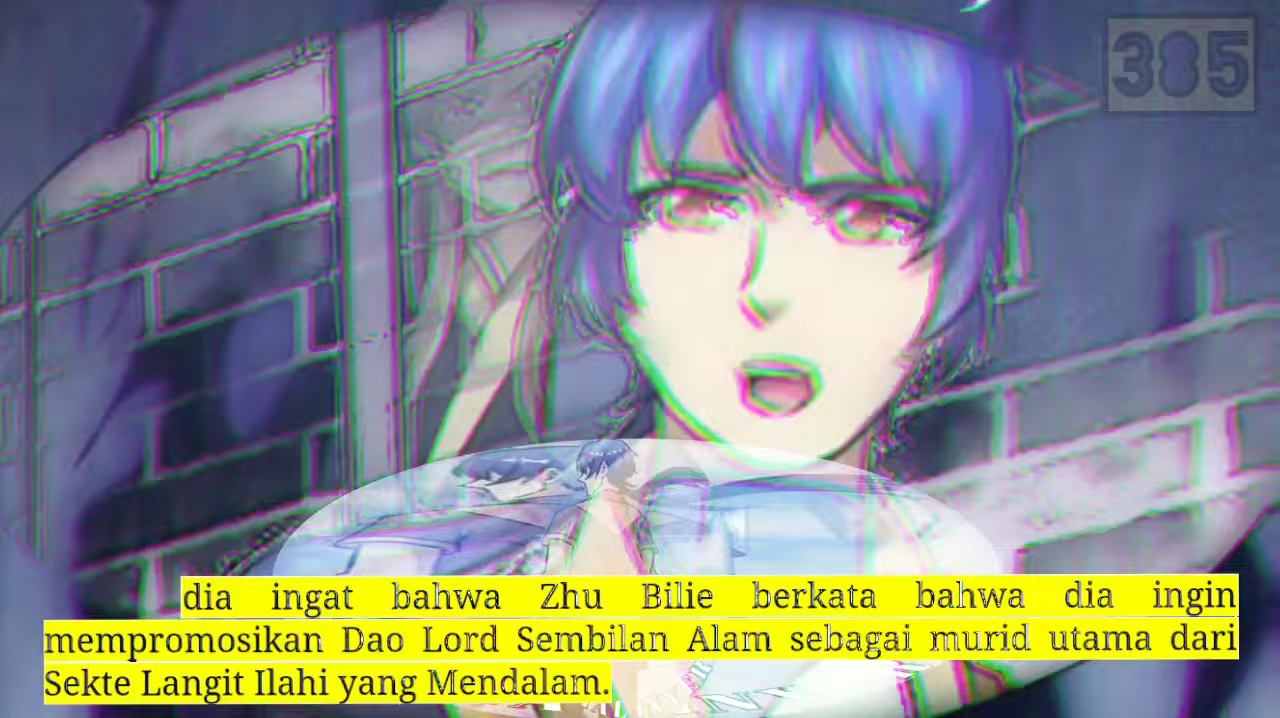 385
dia ingat bahwa Zhu Bilie berkata bahwa dia ingin
mempromosikan Dao Lord Sembilan Alam sebagai murid utama dari
Sekte Langit Ilahi yang Mendalam.